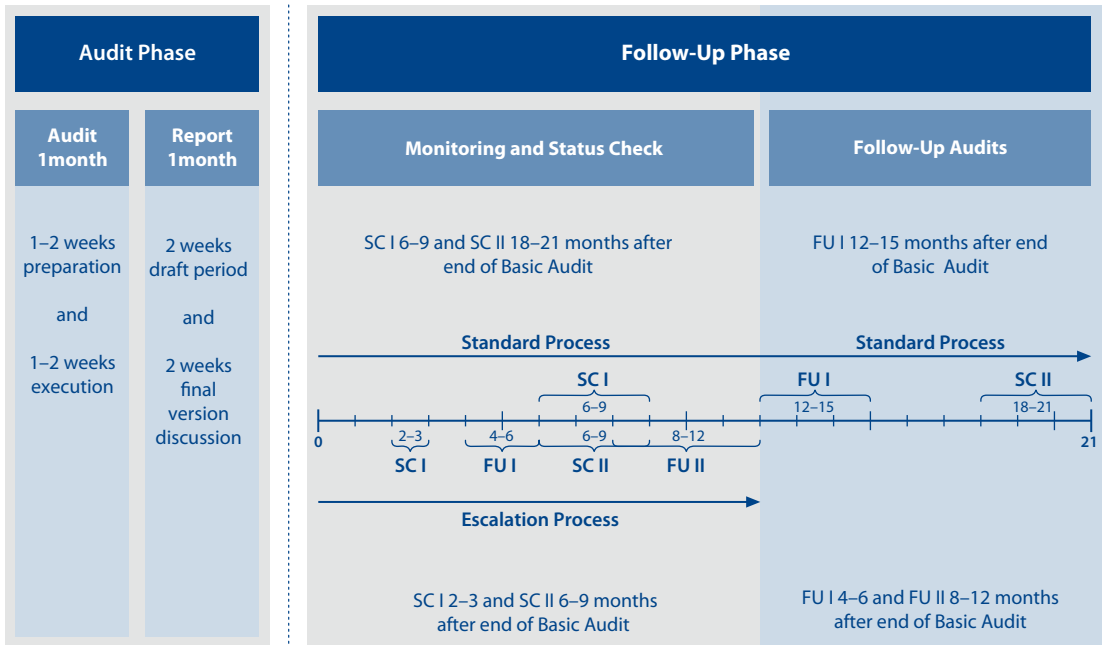 Audit Phase
Audit
1month
Report
1month
1–2 weeks
preparation
and
1–2 weeks
execution
2 weeks
draft period
and
2 weeks
final
version
discussion
Follow-Up Phase
Monitoring and Status Check
Follow-Up Audits
SC I 6–9 and SC II 18–21 months after
end of Basic Audit
FU I 12–15 months after end
of Basic Audit
Standard Process
Standard Process
SC I
FU I
SC II
6–9
12–15
18–21
0
2–3
4–6
6–9
8–12
21
SC I
FU I
SC II
FU II
Escalation Process
SC I 2–3 and SC II 6–9 months
after end of Basic Audit
FU I 4–6 and FU II 8–12 months
after end of Basic Audit